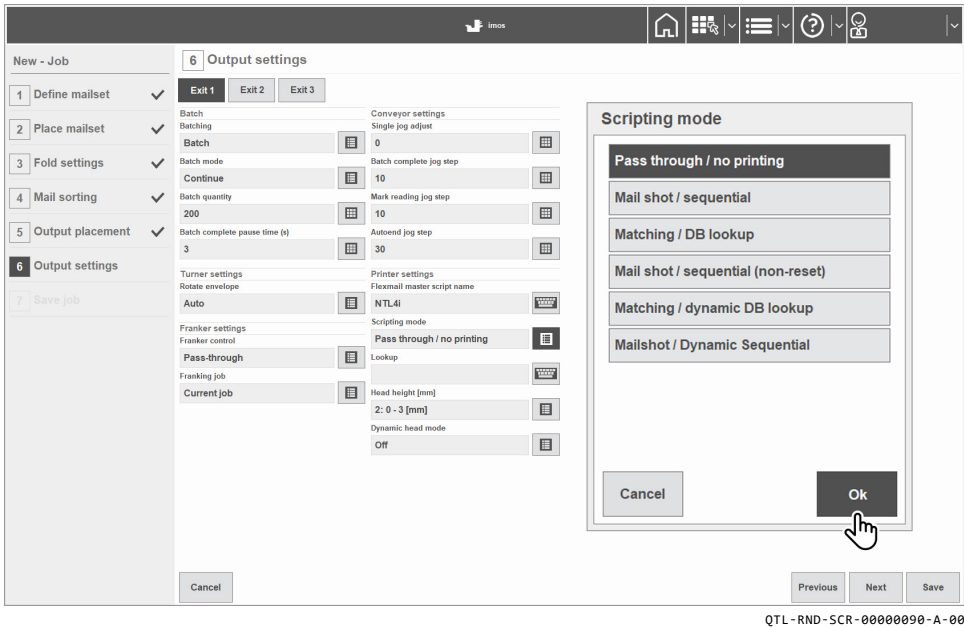 imos
New - Job
1 Define mailset
2 Place mailset
3 Fold settings
4 Mail sorting
5 Output placement
6 Output settings
7 Save job
6 Output settings
Exit 1 Exit 2 Exit 3
Batch
Batching
Batch
Batch mode
Continue
Batch quantity
200
Batch complete pause time (s)
3
Turner settings
Rotate envelope
Auto
Franker settings
Franker control
Pass-through
Franking job
Current job
Conveyor settings
Single jog adjust
0
Batch complete jog step
10
Mark reading jog step
10
Autoend jog step
30
Printer settings
Flexmail master script name
NTL4i
Scripting mode
Pass through / no printing
Lookup
Head height [mm]
2: 0 - 3 [mm]
Dynamic head mode
Off
Scripting mode
Pass through / no printing
Mail shot / sequential
Matching / DB lookup
Mail shot / sequential (non-reset)
Matching / dynamic DB lookup
Mailshot / Dynamic Sequential
Cancel Ok
Cancel Previous Next Save
QTL-RND-SCR-00000090-A-00